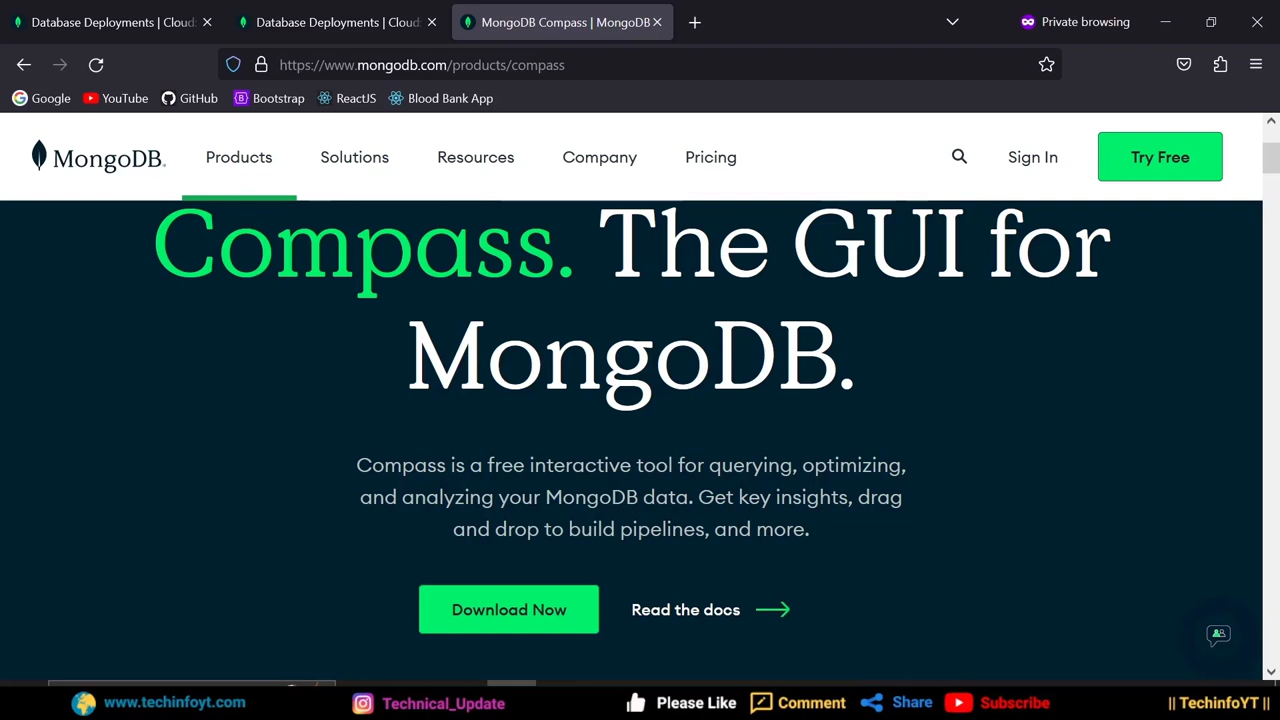 Database Deployments | Cloud: Database Deployments | Cloud: MongoDB Compass | MongoDB Private browsing
https://www.mongodb.com/products/compass
Google YouTube GitHub Bootstrap ReactJS Blood Bank App
MongoDB. Products Solutions Resources Company Pricing Sign In Try Free
Compass. The GUI for
MongoDB.
Compass is a free interactive tool for querying, optimizing,
and analyzing your MongoDB data. Get key insights, drag
and drop to build pipelines, and more.
Download Now Read the docs
www.techinfoyt.com Technical_Update Please Like Comment Share Subscribe || TechinfoYT ||